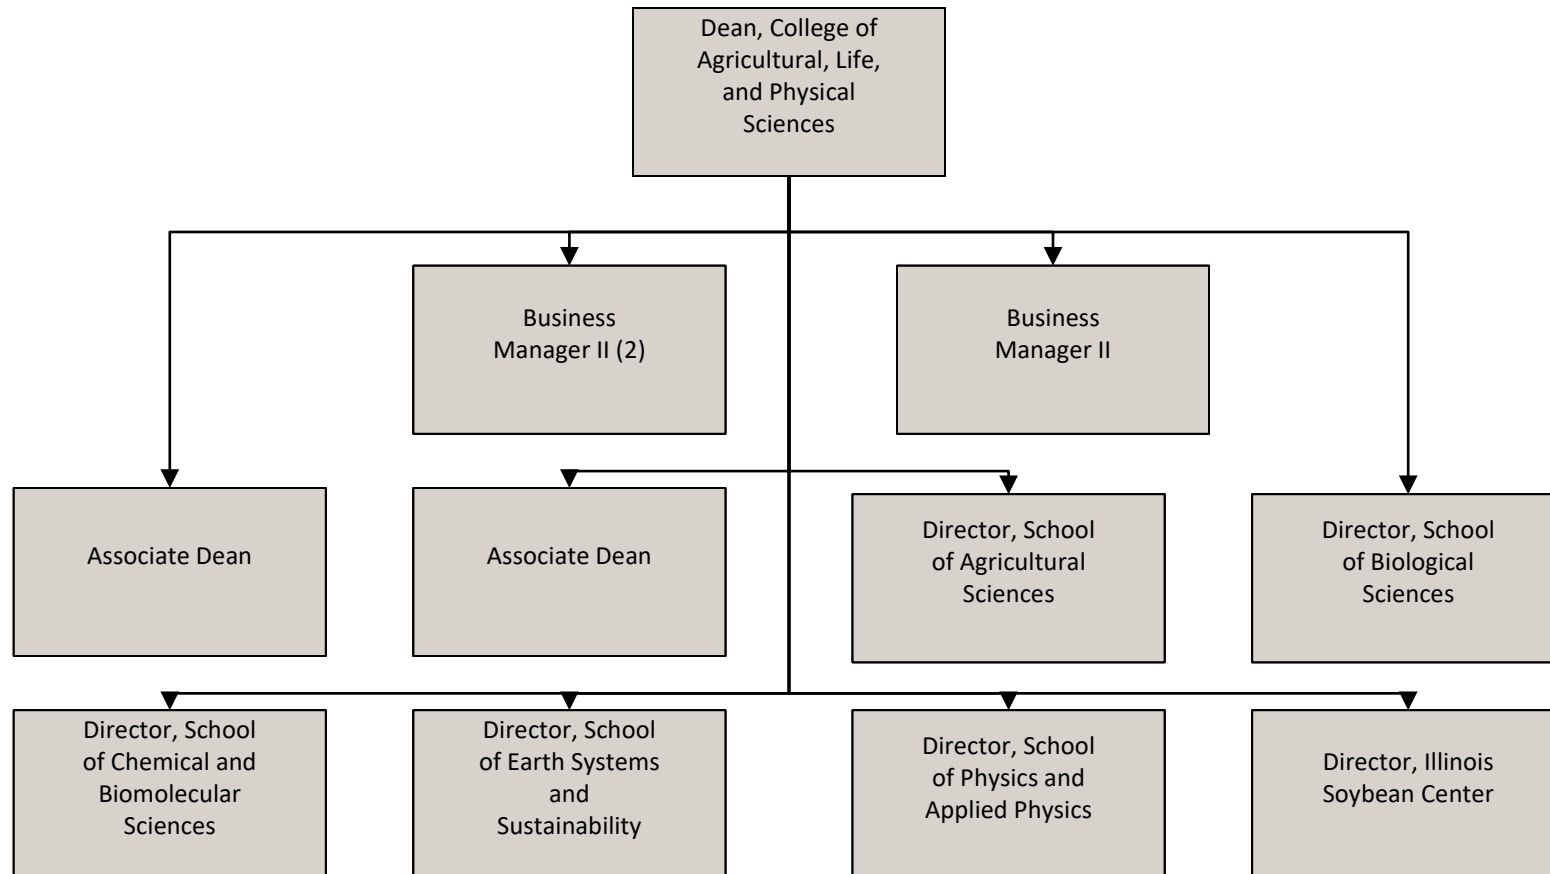 Dean, College of
Agricultural, Life,
and Physical
Sciences
Business
Manager II (2)
Business
Manager II
Associate Dean
Associate Dean
Director, School
of Agricultural
Sciences
Director, School
of Biological
Sciences
Director, School
of Chemical and
Biomolecular
Sciences
Director, School
of Earth Systems
and
Sustainability
Director, School
of Physics and
Applied Physics
Director, Illinois
Soybean Center